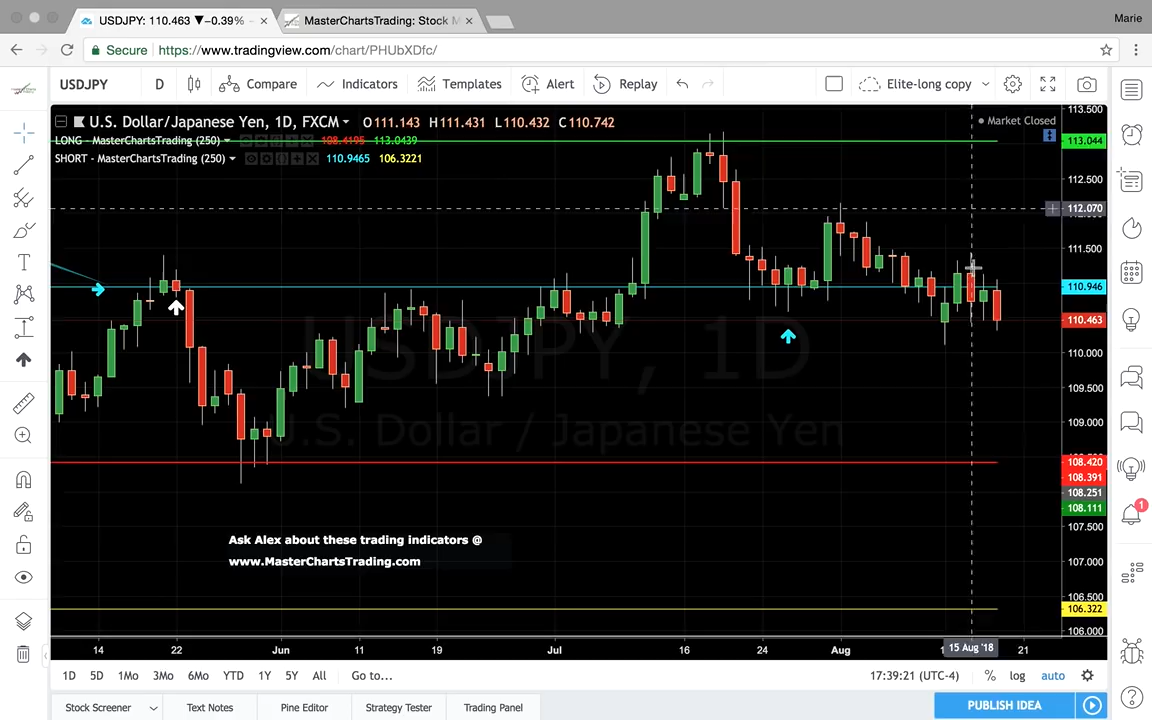 USDJPY: 110.463 ▼−0.39%
MasterChartsTrading: Stock M
Marie
Secure https://www.tradingview.com/chart/PHUbXDfc/
USDJPY D Compare Indicators Templates Alert Replay Elite-long copy
U.S. Dollar/Japanese Yen, 1D, FXCM O111.143 H111.431 L110.432 C110.742
Market Closed
LONG - MasterChartsTrading (250) 108.4195 113.0439
SHORT - MasterChartsTrading (250) 110.9465 106.3221
113.500
113.044
112.500
112.070
111.500
110.946
110.463
110.000
109.500
109.000
108.420
108.391
108.251
108.111
107.500
107.000
106.500
106.322
106.000
USDJPY, 1D
U.S. Dollar / Japanese Yen
Ask Alex about these trading indicators @
www.MasterChartsTrading.com
14 22 Jun 11 19 Jul 16 24 Aug 15 Aug '18 21
1D 5D 1Mo 3Mo 6Mo YTD 1Y 5Y All Go to... 17:39:21 (UTC-4) % log auto
Stock Screener Text Notes Pine Editor Strategy Tester Trading Panel PUBLISH IDEA
1